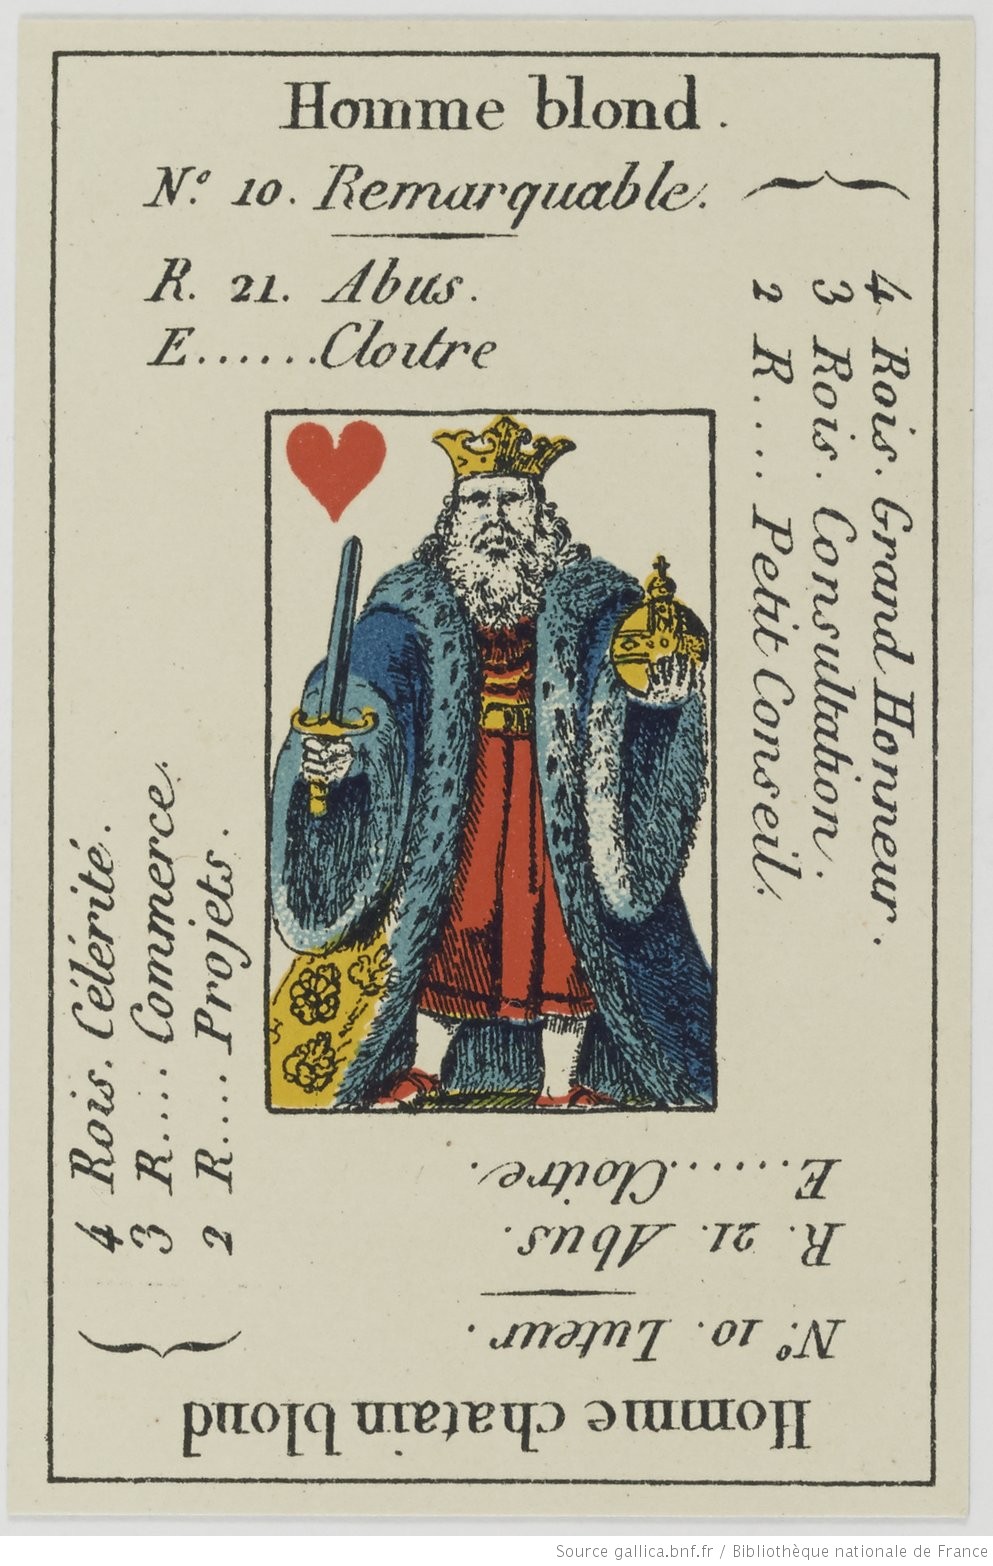 Homme blond.
N.° 10. Remarquable.
R. 21. Abus.
E......Cloitre
4 Rois. Grand Honneur.
3 Rois. Consultation.
2 R.... Petit Conseil.
4 Rois. Célérité.
3 R.... Commerce.
2 R.... Projets.
Homme chatain blond
N.° 10. Luteur.
R. 21. Abus.
E......Cloitre.
Source gallica.bnf.fr / Bibliothèque nationale de France